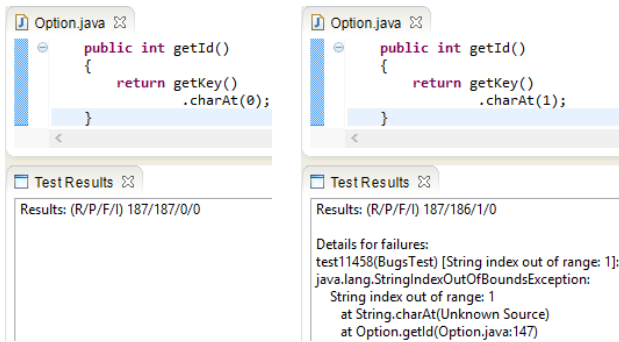 Option.java
public int getId()
{
return getKey()
.charAt(0);
}
Test Results
Results: (R/P/F/I) 187/187/0/0
Option.java
public int getId()
{
return getKey()
.charAt(1);
}
Test Results
Results: (R/P/F/I) 187/186/1/0
Details for failures:
test11458(BugsTest) [String index out of range: 1]:
java.lang.StringIndexOutOfBoundsException:
String index out of range: 1
at String.charAt(Unknown Source)
at Option.getId(Option.java:147)